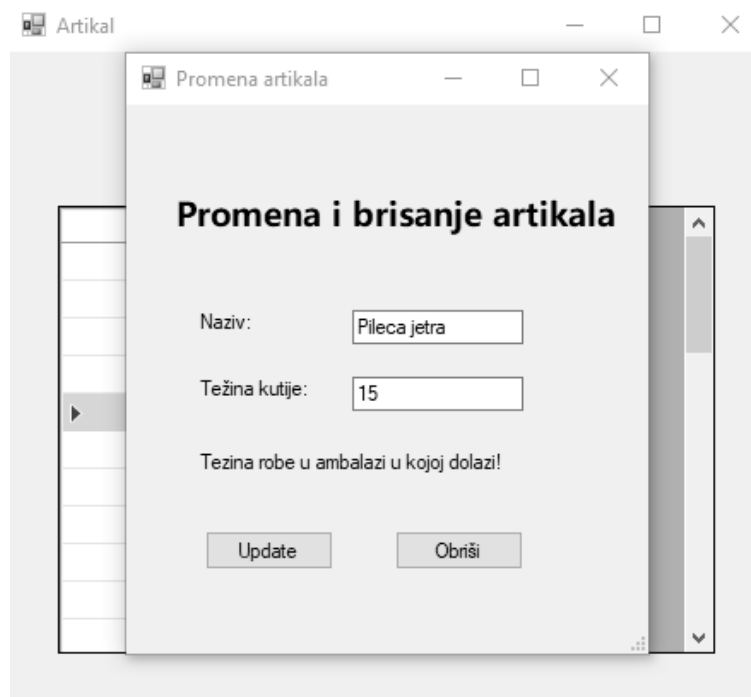 Artikal
Promena artikala
Promena i brisanje artikala
Naziv:
Pileca jetra
Težina kutije:
15
Tezina robe u ambalazi u kojoj dolazi!
Update
Obriši